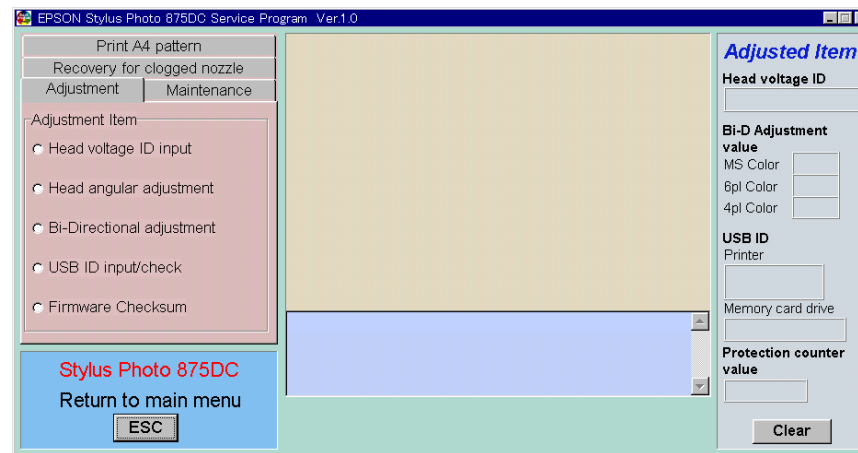 EPSON Stylus Photo 875DC Service Program Ver.1.0
Print A4 pattern
Recovery for clogged nozzle
Adjustment
Maintenance
Adjustment Item
Head voltage ID input
Head angular adjustment
Bi-Directional adjustment
USB ID input/check
Firmware Checksum
Stylus Photo 875DC
Return to main menu
ESC
Adjusted Item
Head voltage ID
Bi-D Adjustment
value
MS Color
6pl Color
4pl Color
USB ID
Printer
Memory card drive
Protection counter
value
Clear